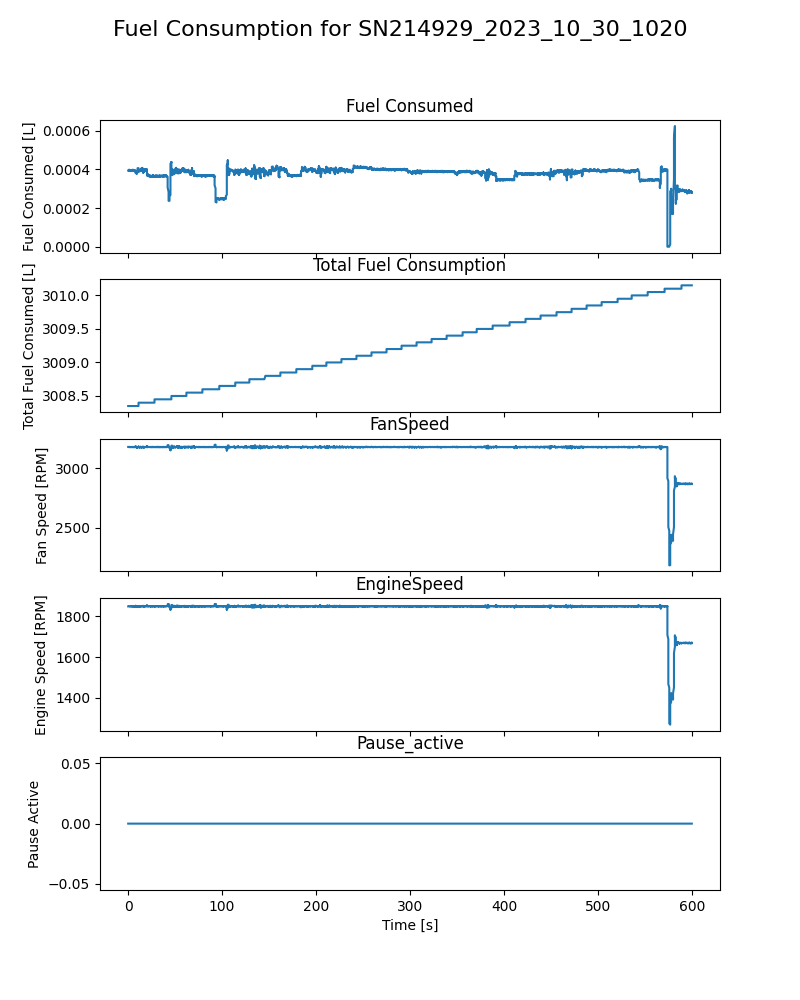 Fuel Consumption for SN214929_2023_10_30_1020
Fuel Consumed
Fuel Consumed [L]
0.0006
0.0004
0.0002
0.0000
Total Fuel Consumption
Total Fuel Consumed [L]
3010.0
3009.5
3009.0
3008.5
FanSpeed
Fan Speed [RPM]
3000
2500
EngineSpeed
Engine Speed [RPM]
1800
1600
1400
Pause_active
Pause Active
0.05
0.00
−0.05
0 100 200 300 400 500 600
Time [s]